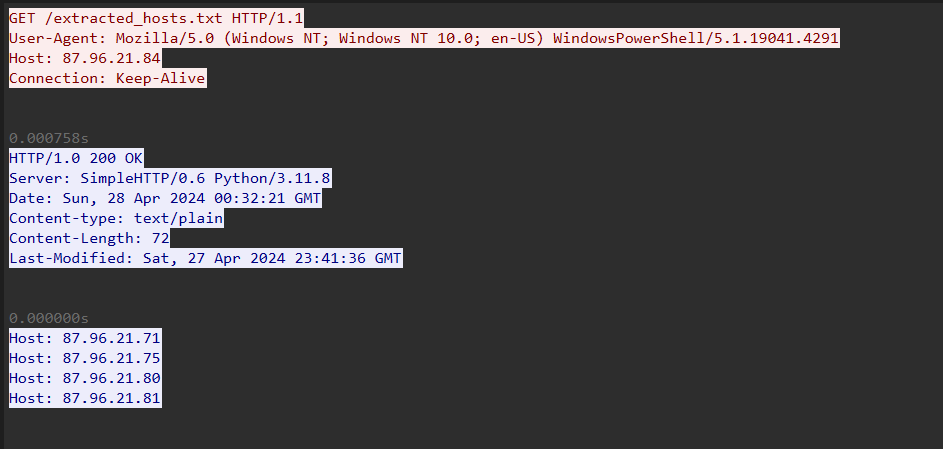 GET /extracted_hosts.txt HTTP/1.1
User-Agent: Mozilla/5.0 (Windows NT; Windows NT 10.0; en-US) WindowsPowerShell/5.1.19041.4291
Host: 87.96.21.84
Connection: Keep-Alive
0.000758s
HTTP/1.0 200 OK
Server: SimpleHTTP/0.6 Python/3.11.8
Date: Sun, 28 Apr 2024 00:32:21 GMT
Content-type: text/plain
Content-Length: 72
Last-Modified: Sat, 27 Apr 2024 23:41:36 GMT
0.000000s
Host: 87.96.21.71
Host: 87.96.21.75
Host: 87.96.21.80
Host: 87.96.21.81